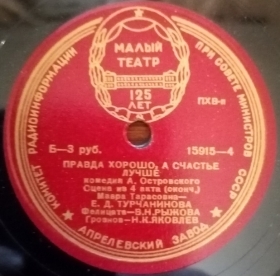 КОМИТЕТ РАДИОИНФОРМАЦИИ ПРИ СОВЕТЕ МИНИСТРОВ СССР
МАЛЫЙ
ТЕАТР
125
ЛЕТ
ПХВ-в
Б—3 руб.
15915—4
ПРАВДА ХОРОШО, А СЧАСТЬЕ
ЛУЧШЕ
комедия А. Островского
Сцена из 4 акта (оконч.)
Мавра Тарасовна—
Е. Д. ТУРЧАНИНОВА
Фелицата—В. Н. РЫЖОВА
Грознов—Н. К. ЯКОВЛЕВ
АПРЕЛЕВСКИЙ ЗАВОД